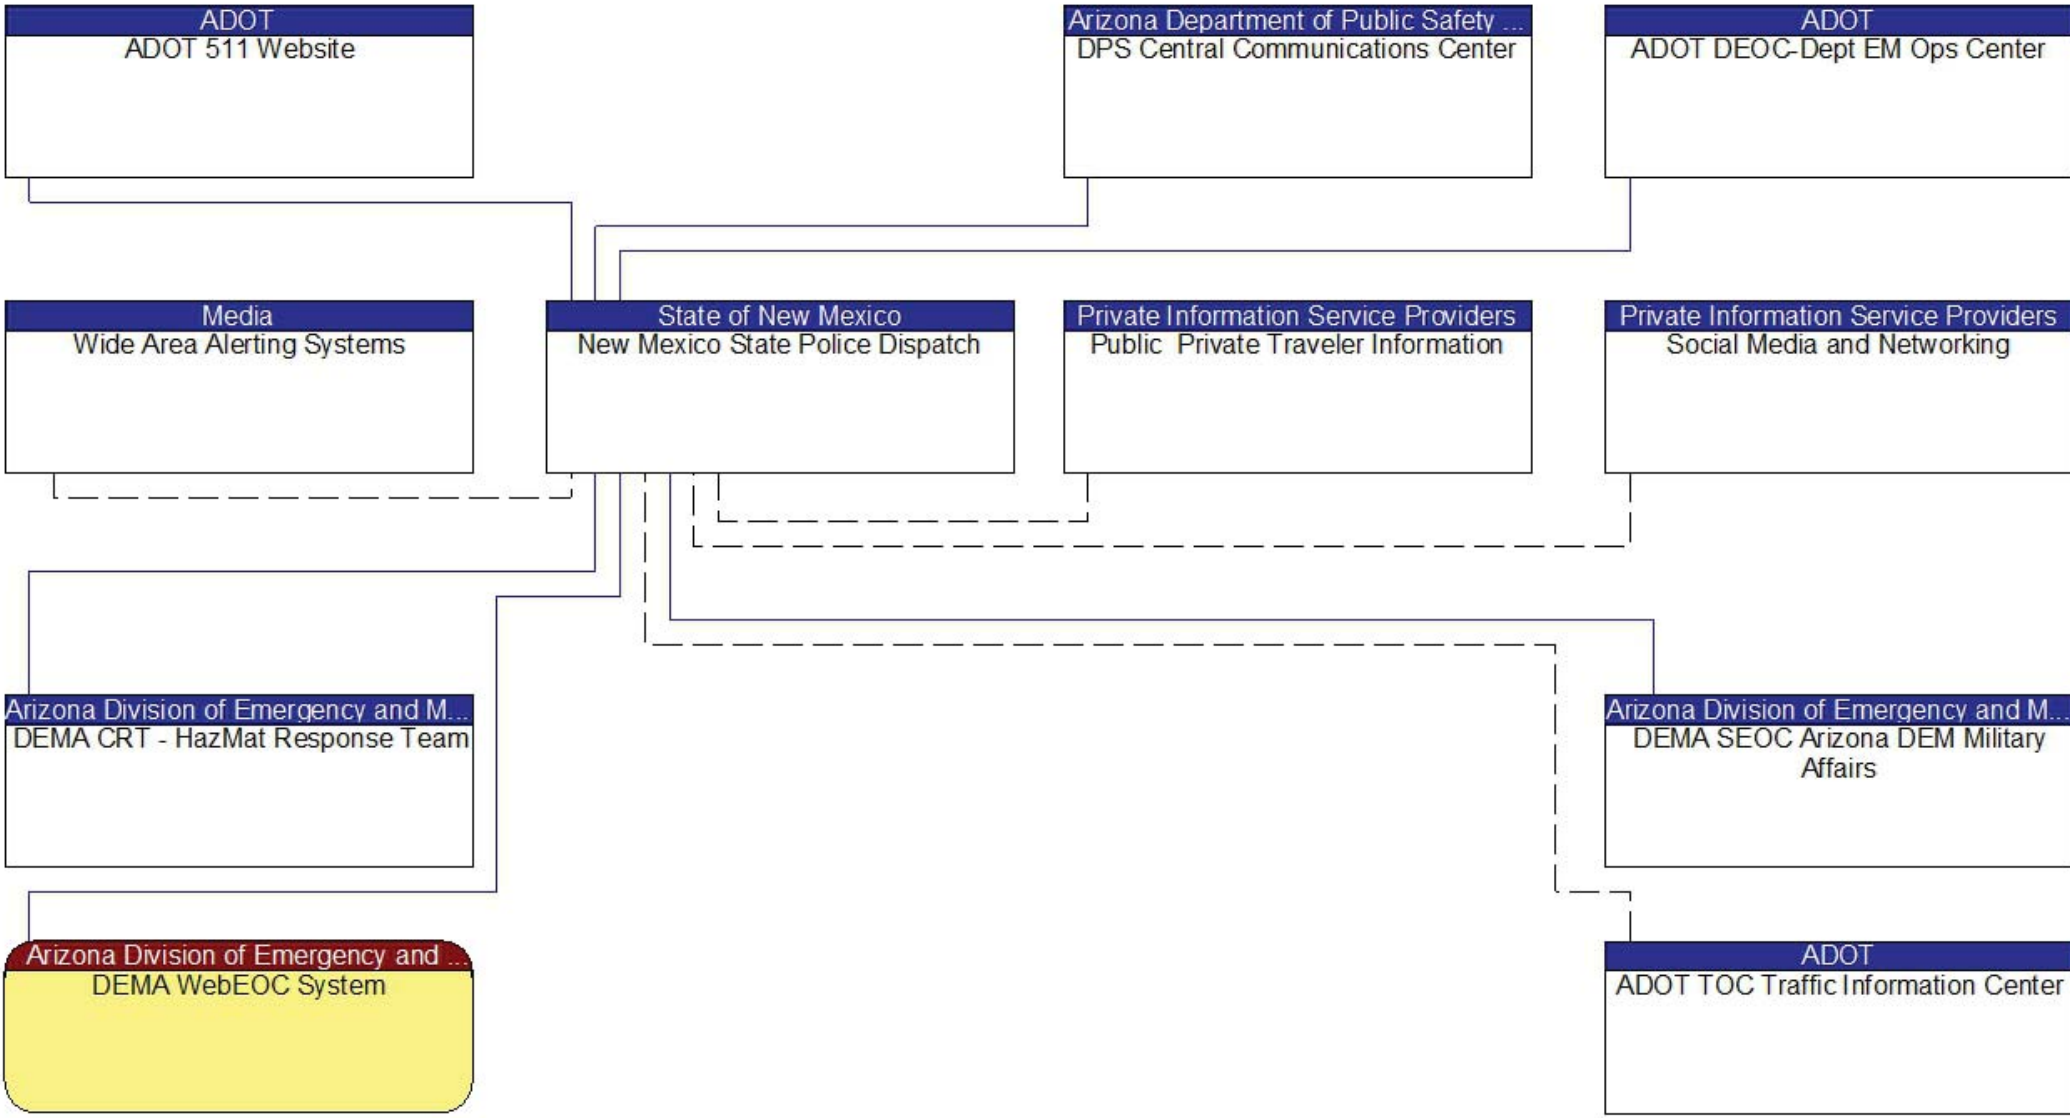 ADOT
ADOT 511 Website
Arizona Department of Public Safety ...
DPS Central Communications Center
ADOT
ADOT DEOC-Dept EM Ops Center
Media
Wide Area Alerting Systems
State of New Mexico
New Mexico State Police Dispatch
Private Information Service Providers
Public Private Traveler Information
Private Information Service Providers
Social Media and Networking
Arizona Division of Emergency and M...
DEMA CRT - HazMat Response Team
Arizona Division of Emergency and M...
DEMA SEOC Arizona DEM Military
Affairs
Arizona Division of Emergency and ...
DEMA WebEOC System
ADOT
ADOT TOC Traffic Information Center